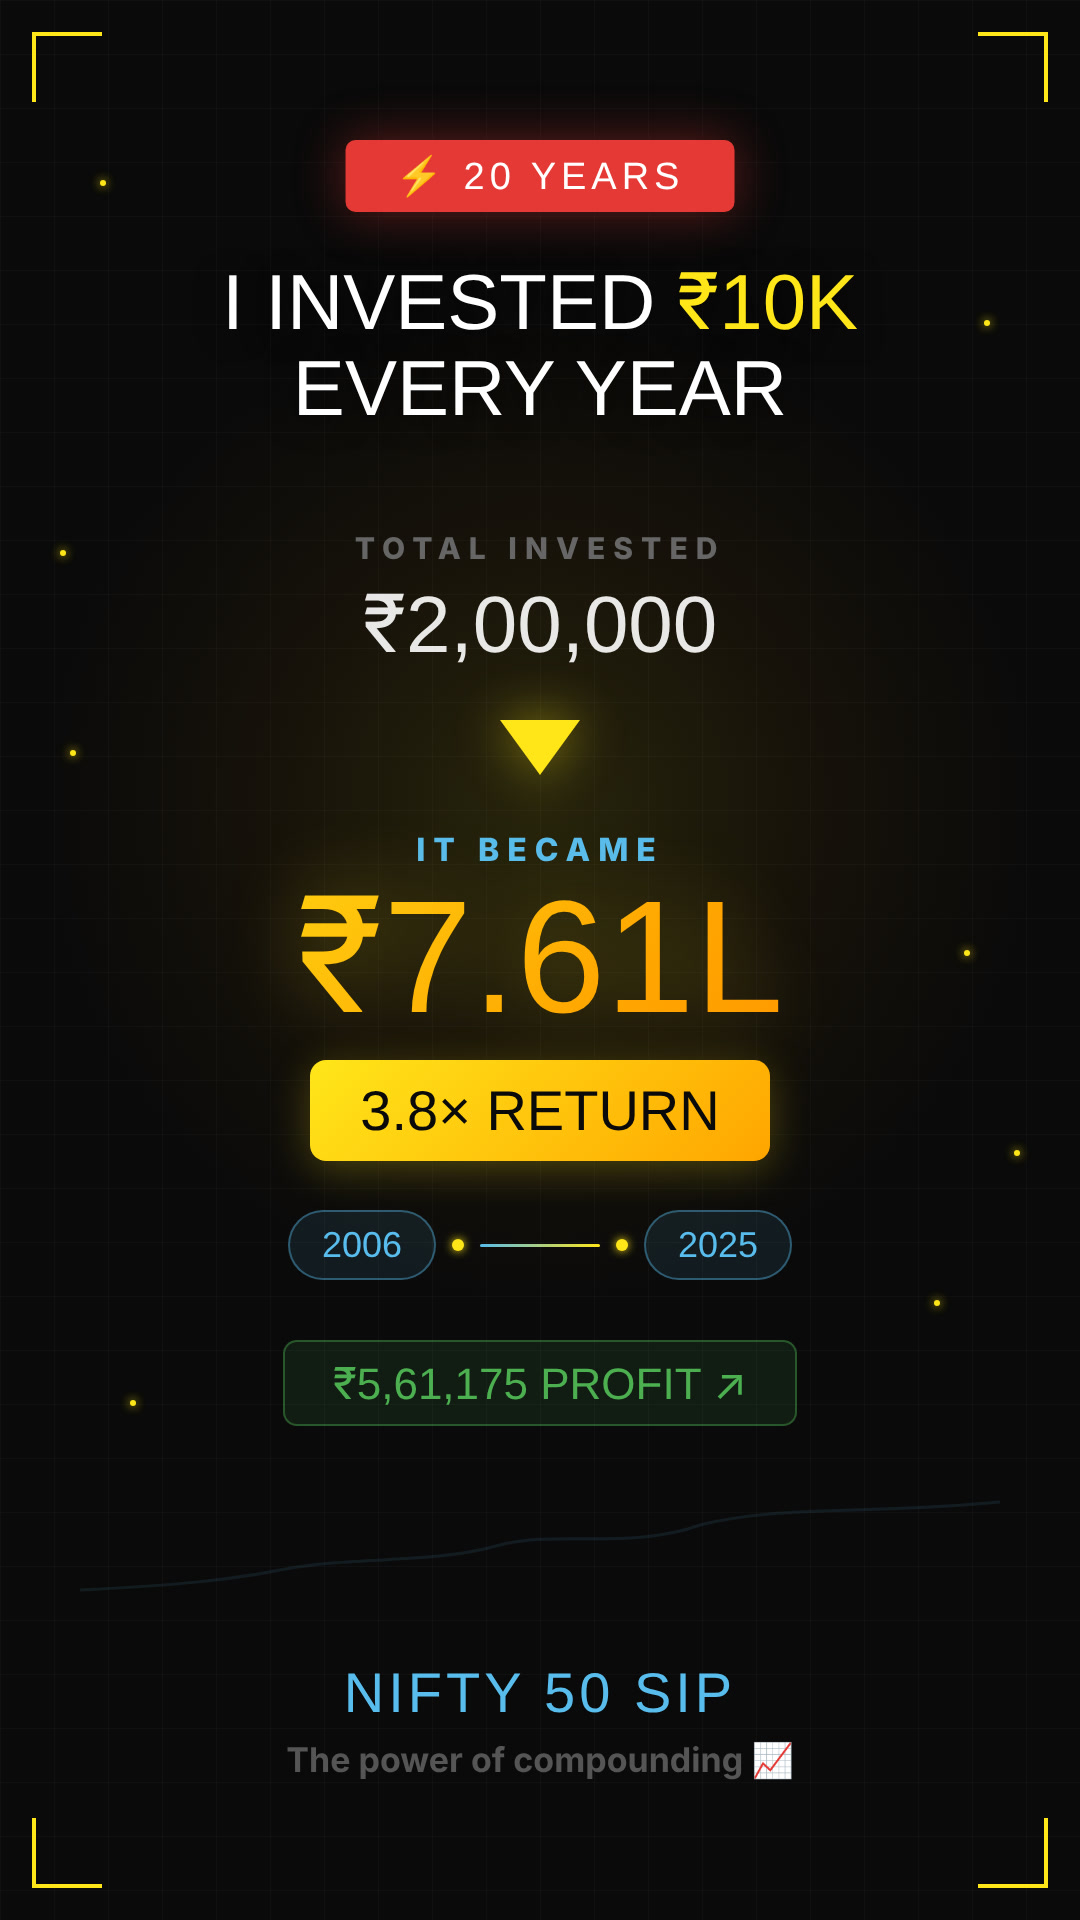 ⚡ 20 YEARS
I INVESTED ₹10K
EVERY YEAR
TOTAL INVESTED
₹2,00,000
IT BECAME
₹7.61L
3.8× RETURN
2006 2025
₹5,61,175 PROFIT ↗
NIFTY 50 SIP
The power of compounding 📈